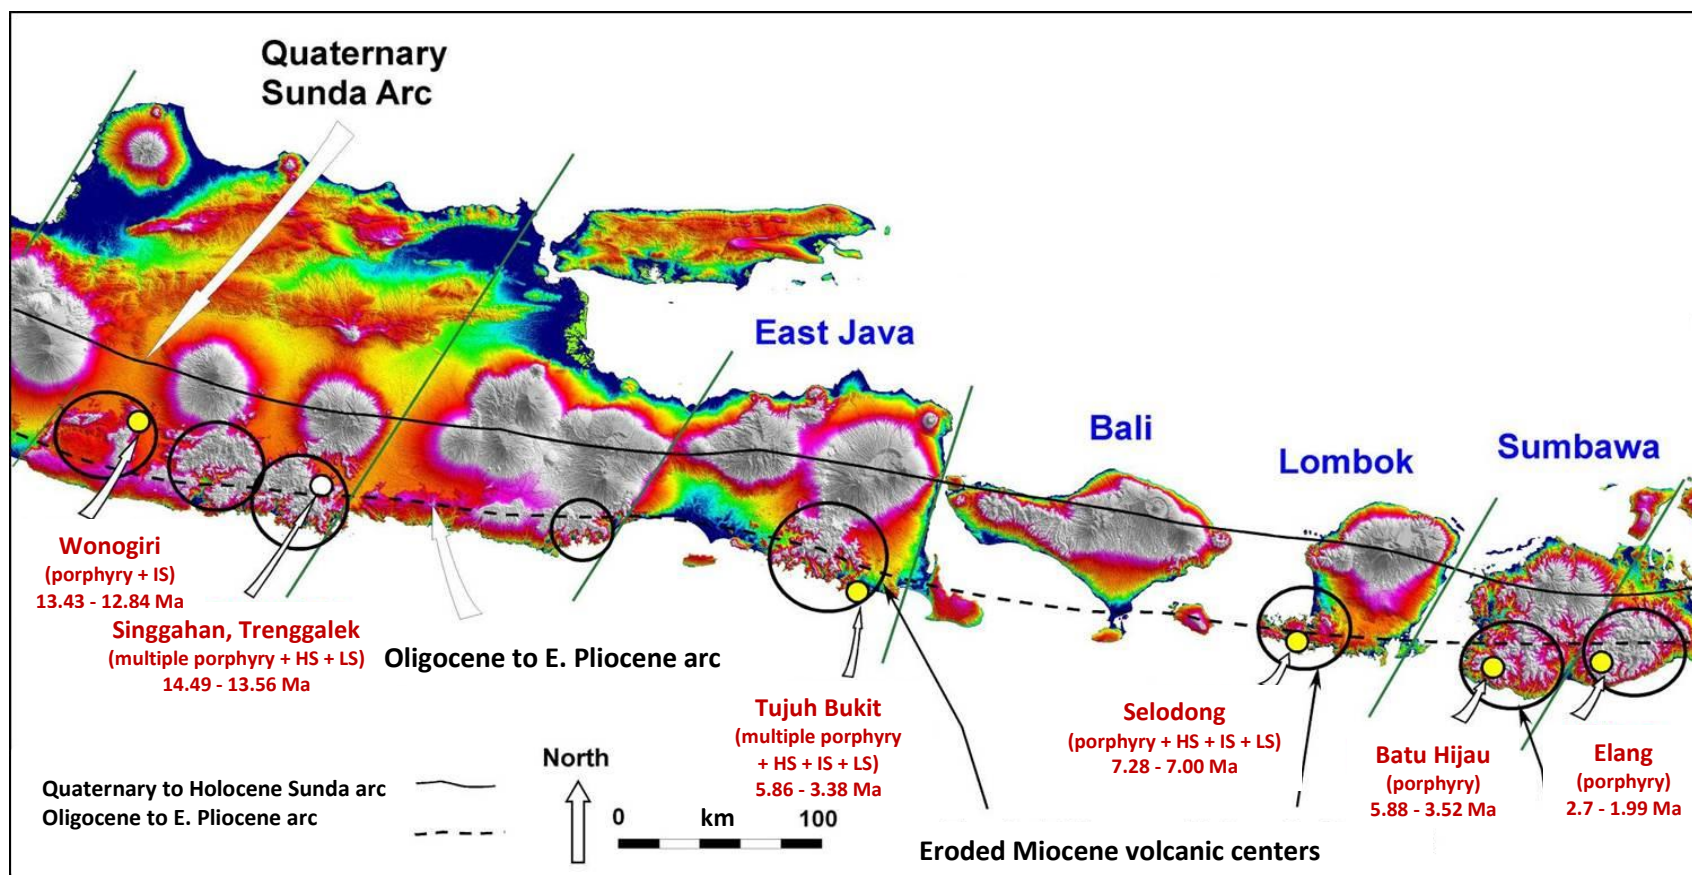 Quaternary
Sunda Arc
East Java
Bali
Lombok
Sumbawa
Wonogiri
(porphyry + IS)
13.43 - 12.84 Ma
Singgahan, Trenggalek
(multiple porphyry + HS + LS)
14.49 - 13.56 Ma
Oligocene to E. Pliocene arc
Tujuh Bukit
(multiple porphyry
+ HS + IS + LS)
5.86 - 3.38 Ma
Selodong
(porphyry + HS + IS + LS)
7.28 - 7.00 Ma
Batu Hijau
(porphyry)
5.88 - 3.52 Ma
Elang
(porphyry)
2.7 - 1.99 Ma
Quaternary to Holocene Sunda arc
Oligocene to E. Pliocene arc
North
0 km 100
Eroded Miocene volcanic centers